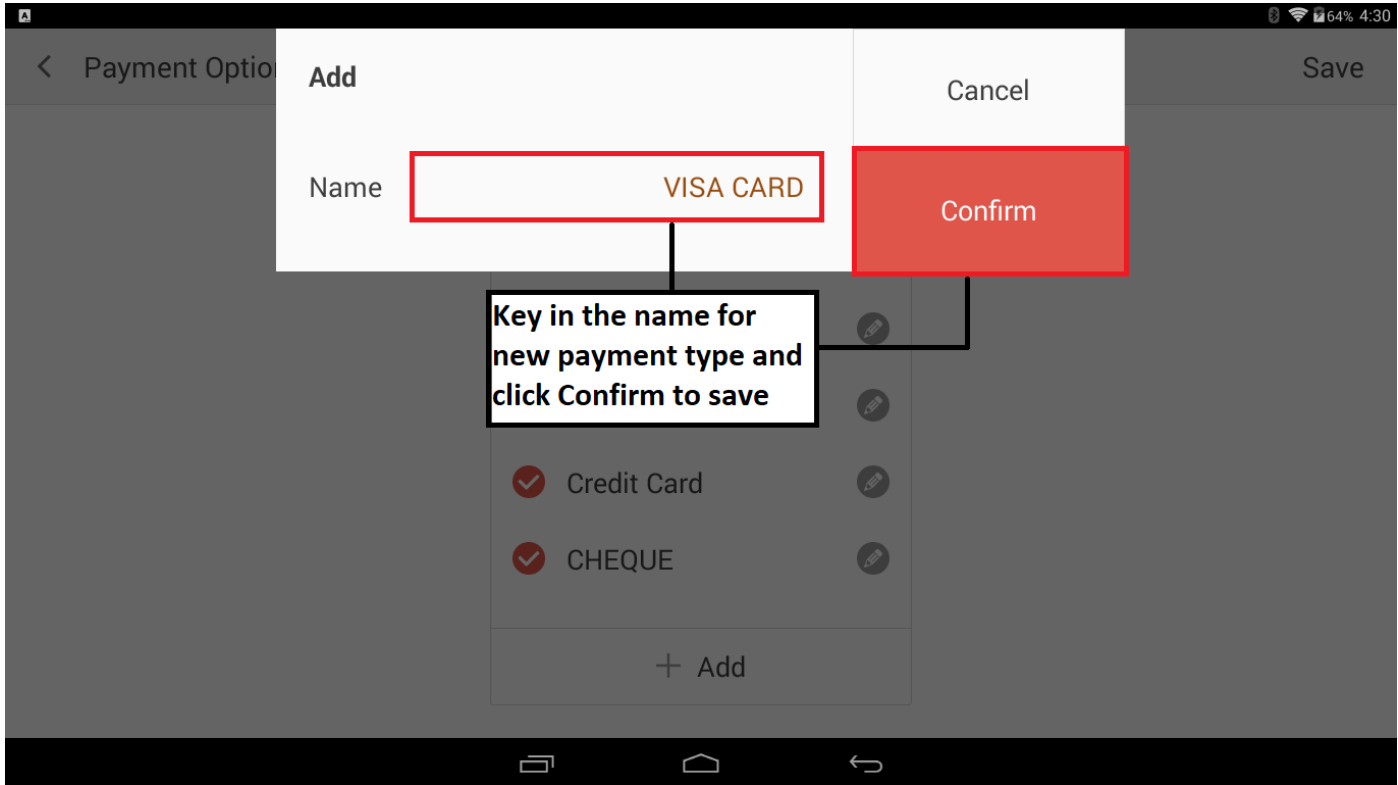 64% 4:30
Payment Optio
Save
Add
Cancel
Name
VISA CARD
Confirm
Key in the name for
new payment type and
click Confirm to save
Credit Card
CHEQUE
+ Add